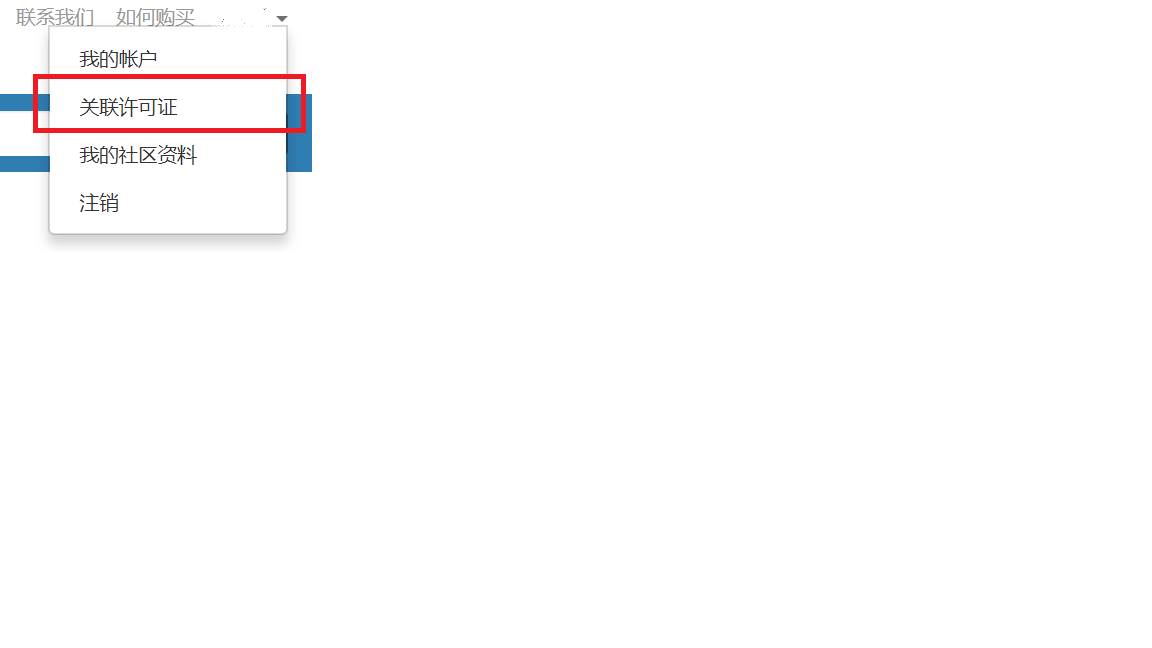 联系我们 如何购买
我的帐户
关联许可证
我的社区资料
注销